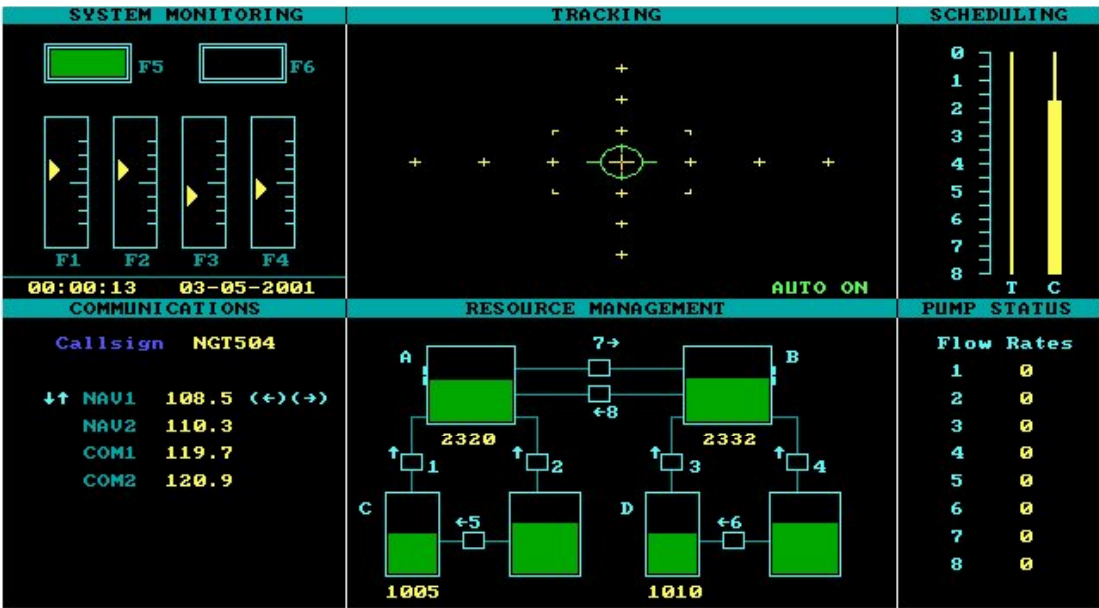 SYSTEM MONITORING
F5 F6
F1 F2 F3 F4
00:00:13 03-05-2001
TRACKING
AUTO ON
SCHEDULING
0
1
2
3
4
5
6
7
8
T C
COMMUNICATIONS
Callsign NGT504
↓↑ NAV1 108.5 (←)(→)
NAV2 110.3
COM1 119.7
COM2 120.9
RESOURCE MANAGEMENT
7→
A B
←8
2320 2332
↑ 1 ↑ 2 ↑ 3 ↑ 4
C D
←5 ←6
1005 1010
PUMP STATUS
Flow Rates
1 0
2 0
3 0
4 0
5 0
6 0
7 0
8 0